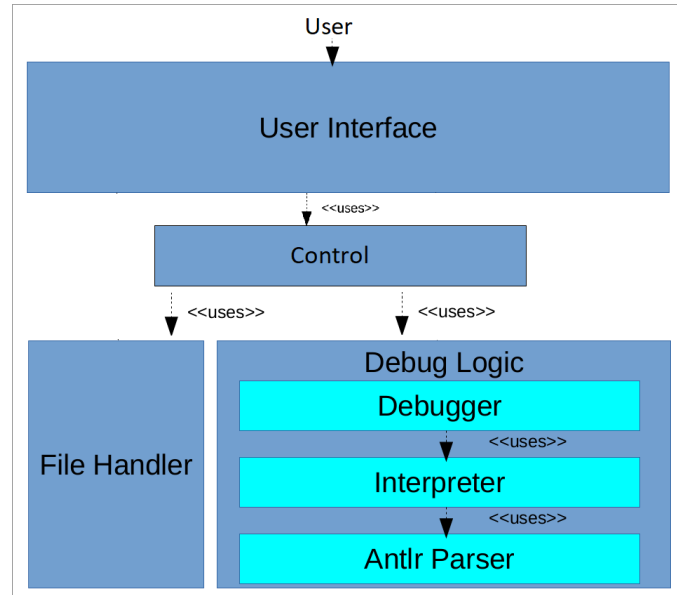 User
User Interface
<<uses>>
Control
<<uses>>
<<uses>>
File Handler
Debug Logic
Debugger
<<uses>>
Interpreter
<<uses>>
Antlr Parser